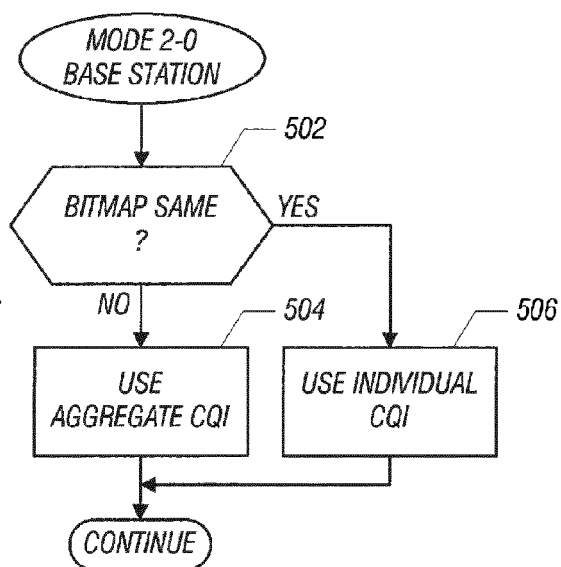 MODE 2-0
BASE STATION
502
BITMAP SAME
?
YES
NO
504
506
USE
AGGREGATE CQI
USE INDIVIDUAL
CQI
CONTINUE